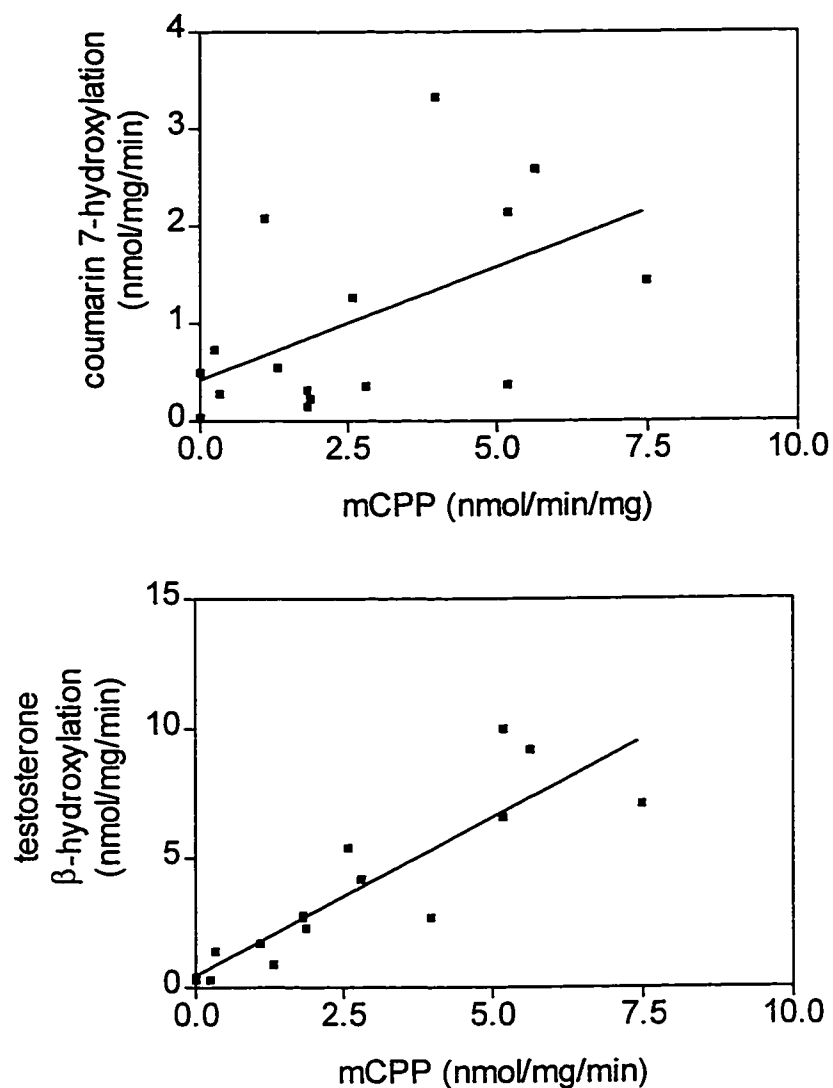 coumarin 7-hydroxylation
(nmol/mg/min)
4
3
2
1
0
0.0 2.5 5.0 7.5 10.0
mCPP (nmol/min/mg)
testosterone
β-hydroxylation
(nmol/mg/min)
15
10
5
0
0.0 2.5 5.0 7.5 10.0
mCPP (nmol/mg/min)